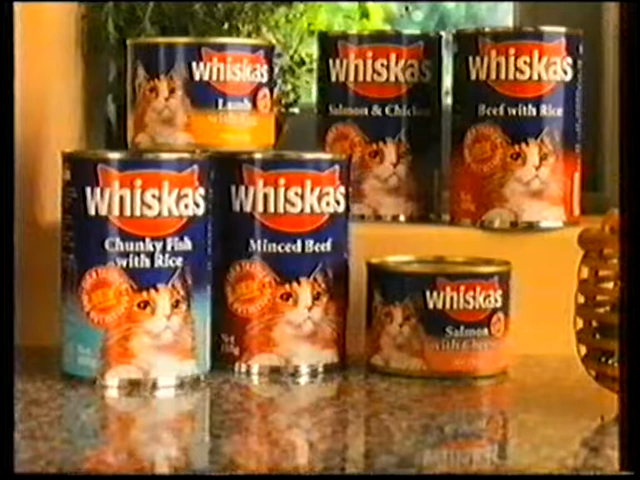 whiskas
Lamb
whiskas
Salmon & Chicken
whiskas
Beef with Rice
whiskas
Chunky Fish
with Rice
whiskas
Minced Beef
whiskas
Salmon
with